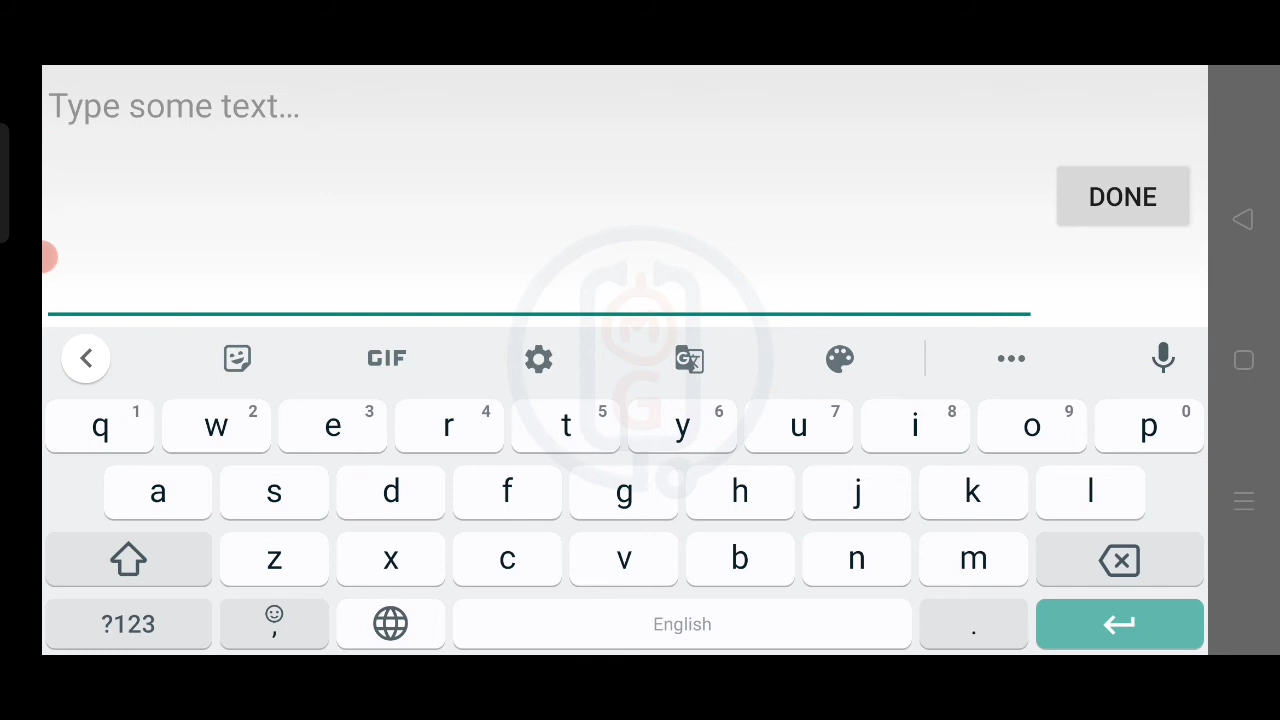 Type some text...
DONE
GIF
q 1 w 2 e 3 r 4 t 5 y 6 u 7 i 8 o 9 p 0
a s d f g h j k l
z x c v b n m
?123 , English .
M
G